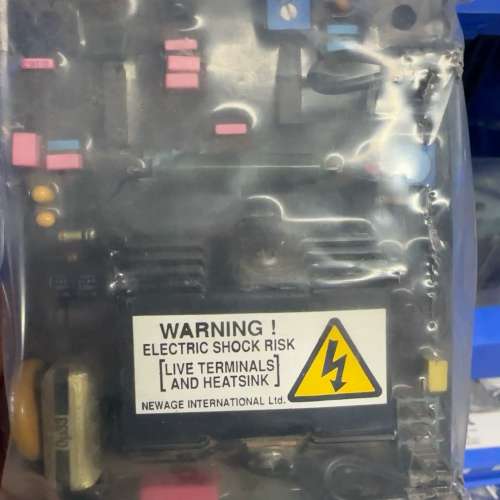 WARNING !
ELECTRIC SHOCK RISK
[LIVE TERMINALS
AND HEATSINK]
NEWAGE INTERNATIONAL Ltd.